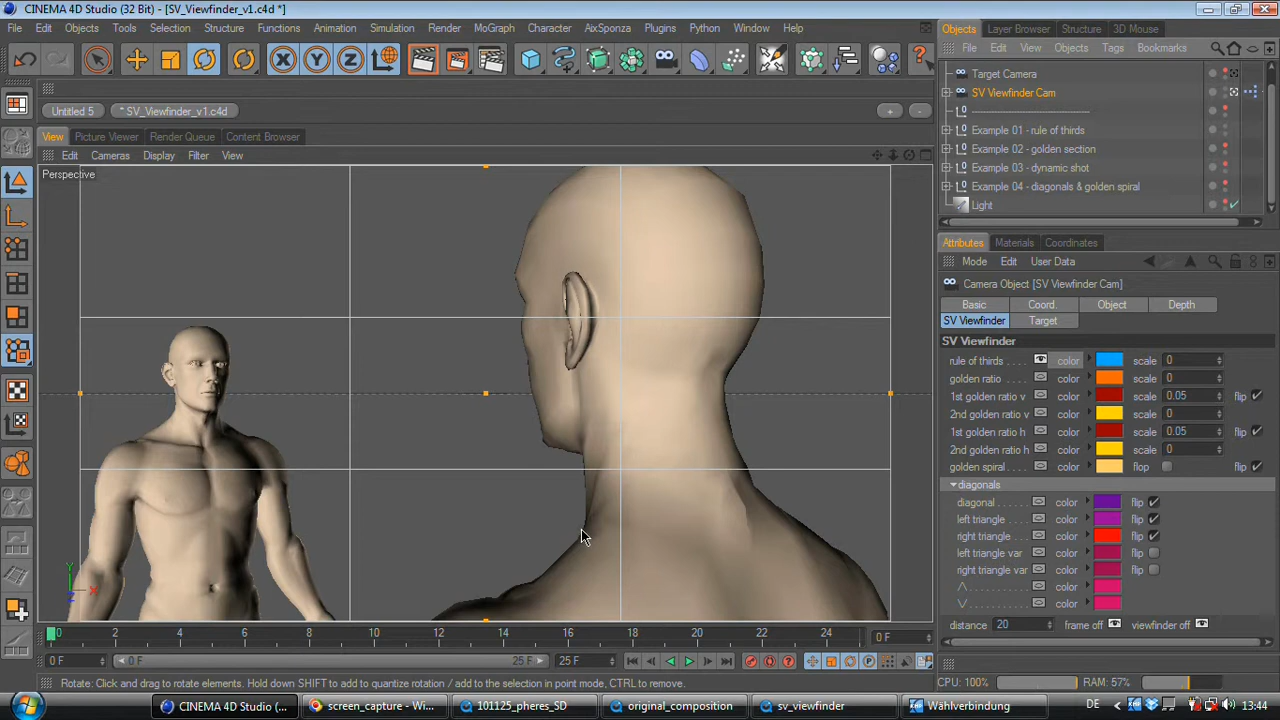 CINEMA 4D Studio (32 Bit) - [SV_Viewfinder_v1.c4d *]
File Edit Objects Tools Selection Structure Functions Animation Simulation Render MoGraph Character AixSponza Plugins Python Window Help
Untitled 5
* SV_Viewfinder_v1.c4d
View Picture Viewer Render Queue Content Browser
Edit Cameras Display Filter View
Perspective
Y
X
Z
0 2 4 6 8 10 12 14 16 18 20 22 24 0 F
0 F 0 F 25 F 25 F
Rotate: Click and drag to rotate elements. Hold down SHIFT to add to quantize rotation / add to the selection in point mode, CTRL to remove.
Objects Layer Browser Structure 3D Mouse
File Edit View Objects Tags Bookmarks
Target Camera
SV Viewfinder Cam
Example 01 - rule of thirds
Example 02 - golden section
Example 03 - dynamic shot
Example 04 - diagonals & golden spiral
Light
Attributes Materials Coordinates
Mode Edit User Data
Camera Object [SV Viewfinder Cam]
Basic Coord. Object Depth
SV Viewfinder Target
SV Viewfinder
rule of thirds . . . . color scale 0
golden ratio . . . . color scale 0
1st golden ratio v color scale 0.05 flip
2nd golden ratio v color scale 0
1st golden ratio h color scale 0.05 flip
2nd golden ratio h color scale 0
golden spiral . . . . color flop flip
diagonals
diagonal . . . . . . . color flip
left triangle . . . . . color flip
right triangle . . . . color flip
left triangle var color flip
right triangle var color flip
/\ . . . . . . . . . . . color
\/ . . . . . . . . . . . color
distance 20 frame off viewfinder off
CPU: 100% RAM: 57%
CINEMA 4D Studio (... screen_capture - Wi... 101125_pheres_SD original_composition sv_viewfinder Wählverbindung DE 13:44